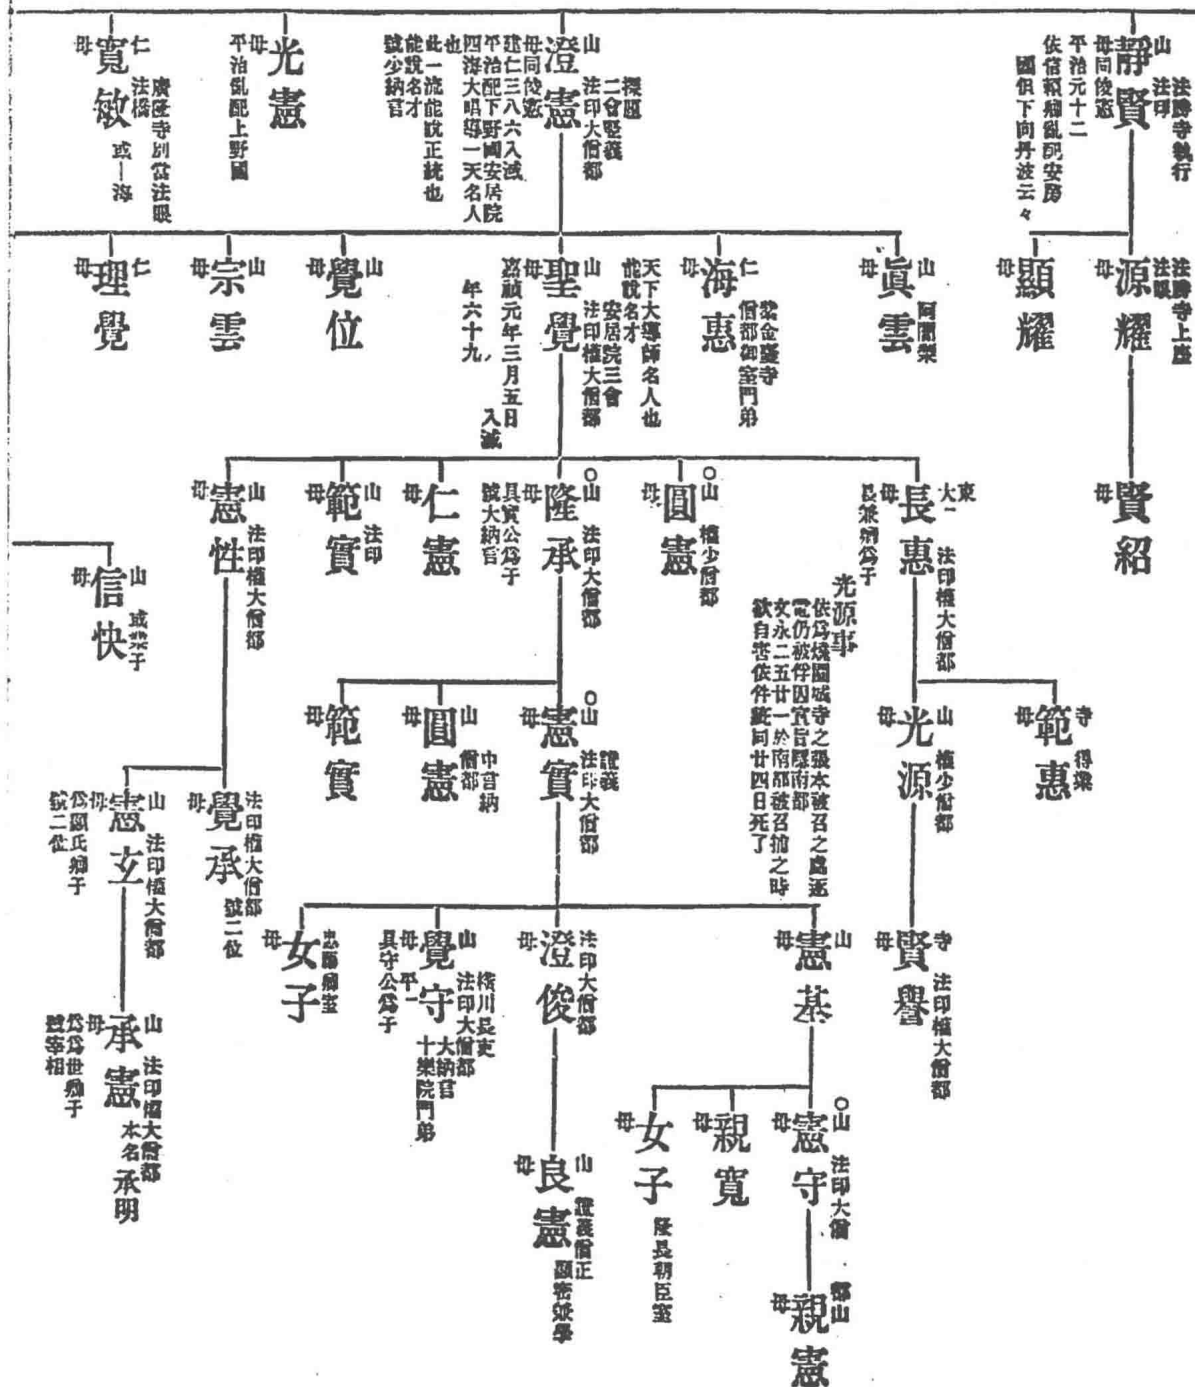 法勝寺執行
山 法印
靜賢
母同俊憲
平治元十二
依信賴卿亂配安房
國但下向丹波云々
法勝寺上座
法眼
源耀
母
賢紹
母
顯耀
母
探題
二會竪義
山 法印大僧都
澄憲
母同俊憲
建仁三八六入滅
平治配下野國安居院
四海大唱導一天名人
也
此一流能說正統也
能說名才
號少納言
山 阿闍梨
眞雲
母
仁 僧都御室門弟
海惠
母
天下大導師名人也
能說名才
安居院三會
山 法印權大僧都
聖覺
母
嘉禎元年三月五日
入滅
年六十九
東
大一 法印權大僧都
長惠
母
長兼卿爲子
寺 得業
範惠
母
山 權少僧都
光源
母
光源事
依爲燒園城寺之張本被召之處逐
電仍被俘囚宣旨
文永二五廿一於南都被召捕之時
欲自害依件疵同廿四日死了
寺 法印權大僧都
賢譽
母
○山 權少僧都
圓憲
母
○山 法印大僧都
隆承
母
具實公爲子
號大納言
證義
○山 法印大僧都
憲實
母
山
憲基
母
○山 法印大僧
憲守
母
都山
親憲
母
親寬
母
女子
母
隆長朝臣室
法印大僧都
澄俊
母
山 證義僧正
良憲
母
顯密兼學
橫川長吏
山 法印大僧都
大納言
覺守
母平一
十樂院門弟
具守公爲子
女子
母
山 中言納
僧都
圓憲
母
範實
母
仁憲
母
山 法印
範實
母
山 法印權大僧都
憲性
母
法印權大僧都
覺承
母
號二位
山 法印權大僧都
憲玄
母
爲顯氏卿子
號二位
山 法印權大僧都
承憲
母
本名承明
爲爲世卿子
號宰相
山
覺位
母
山
宗雲
母
仁
理覺
母
山
信快
母
光憲
母
平治亂配上野國
廣隆寺別當法眼
仁 法橋
寬敏
母
或—海